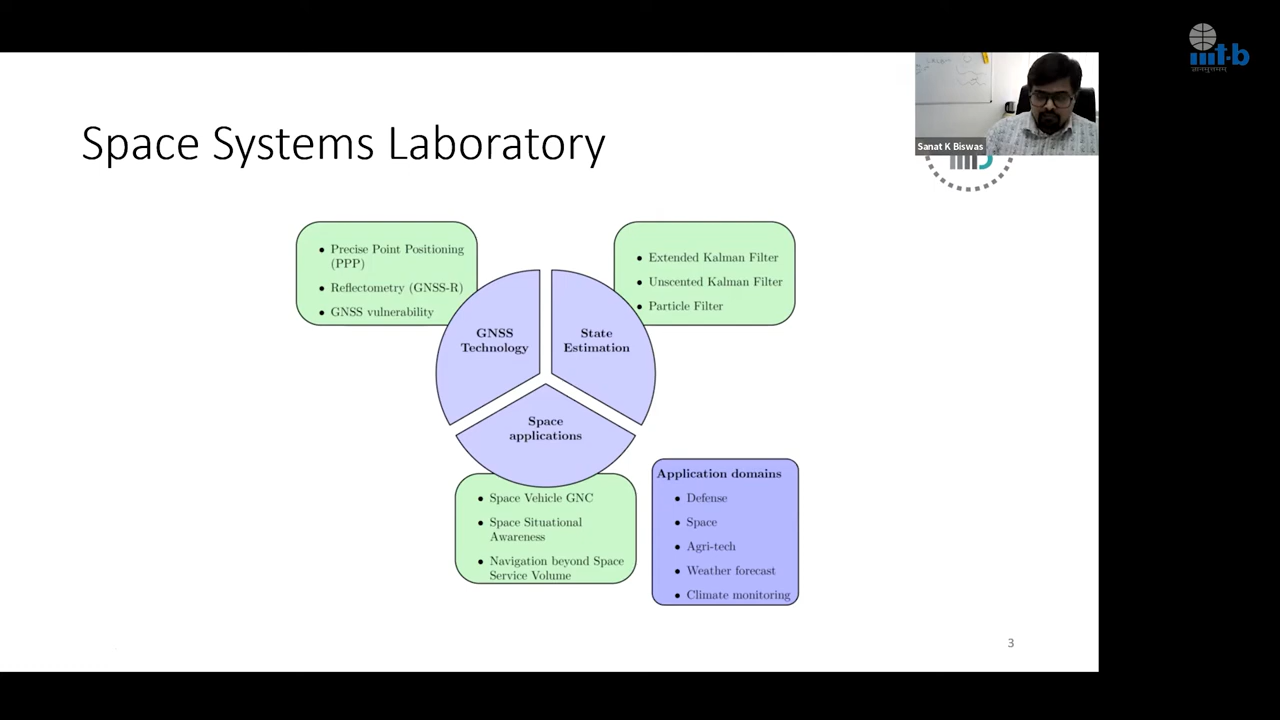 iiit-b
ज्ञानमुत्तमम्
Space Systems Laboratory
Sanat K Biswas
• Precise Point Positioning
(PPP)
• Reflectometry (GNSS-R)
• GNSS vulnerability
• Extended Kalman Filter
• Unscented Kalman Filter
• Particle Filter
GNSS
Technology
State
Estimation
Space
applications
• Space Vehicle GNC
• Space Situational
Awareness
• Navigation beyond Space
Service Volume
Application domains
• Defense
• Space
• Agri-tech
• Weather forecast
• Climate monitoring
3